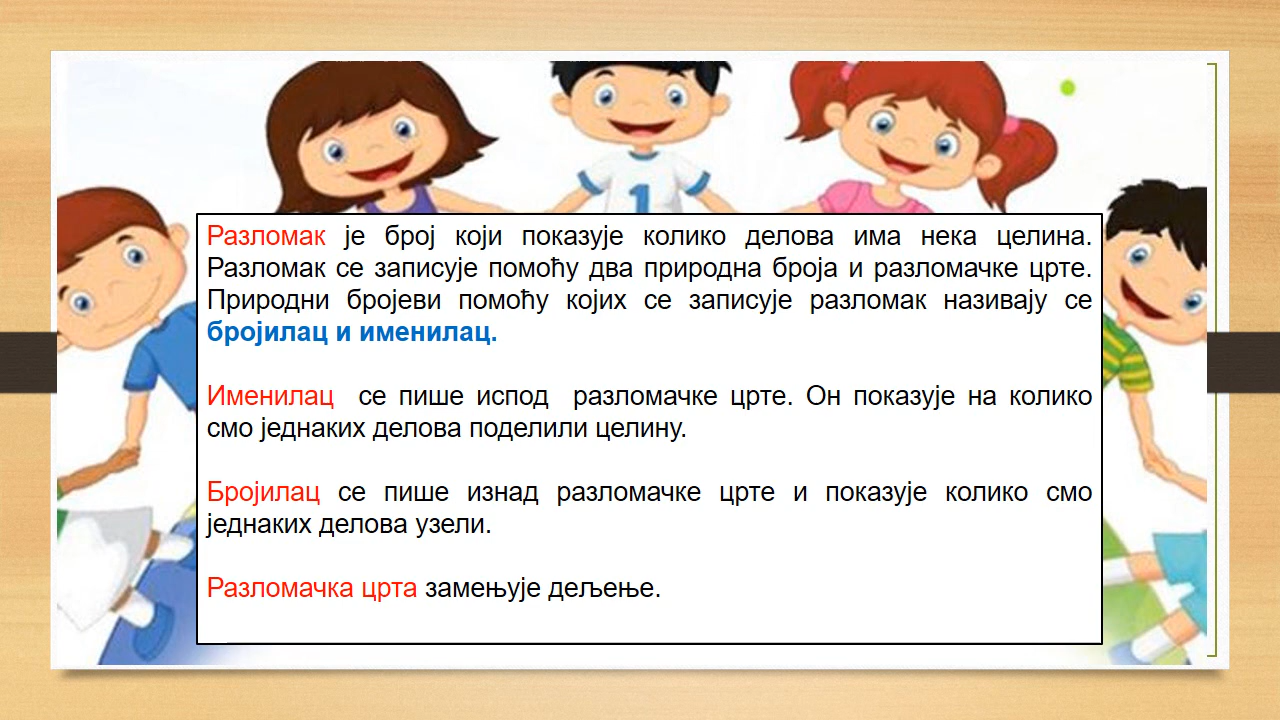 1
Разломак је број који показује колико делова има нека целина.
Разломак се записује помоћу два природна броја и разломачке црте.
Природни бројеви помоћу којих се записује разломак називају се
бројилац и именилац.
Именилац се пише испод разломачке црте. Он показује на колико
смо једнаких делова поделили целину.
Бројилац се пише изнад разломачке црте и показује колико смо
једнаких делова узели.
Разломачка црта замењује дељење.